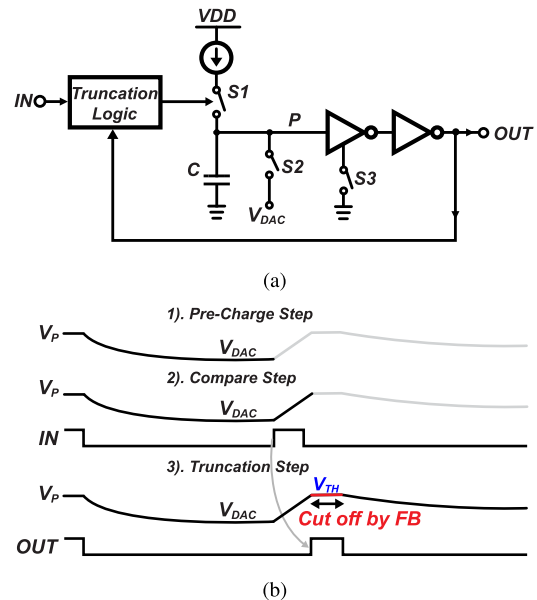 VDD
IN
Truncation
Logic
S1
P
OUT
C
S2
S3
VDAC
(a)
1). Pre-Charge Step
VP
VDAC
2). Compare Step
VP
VDAC
IN
3). Truncation Step
VP
VTH
VDAC
Cut off by FB
OUT
(b)